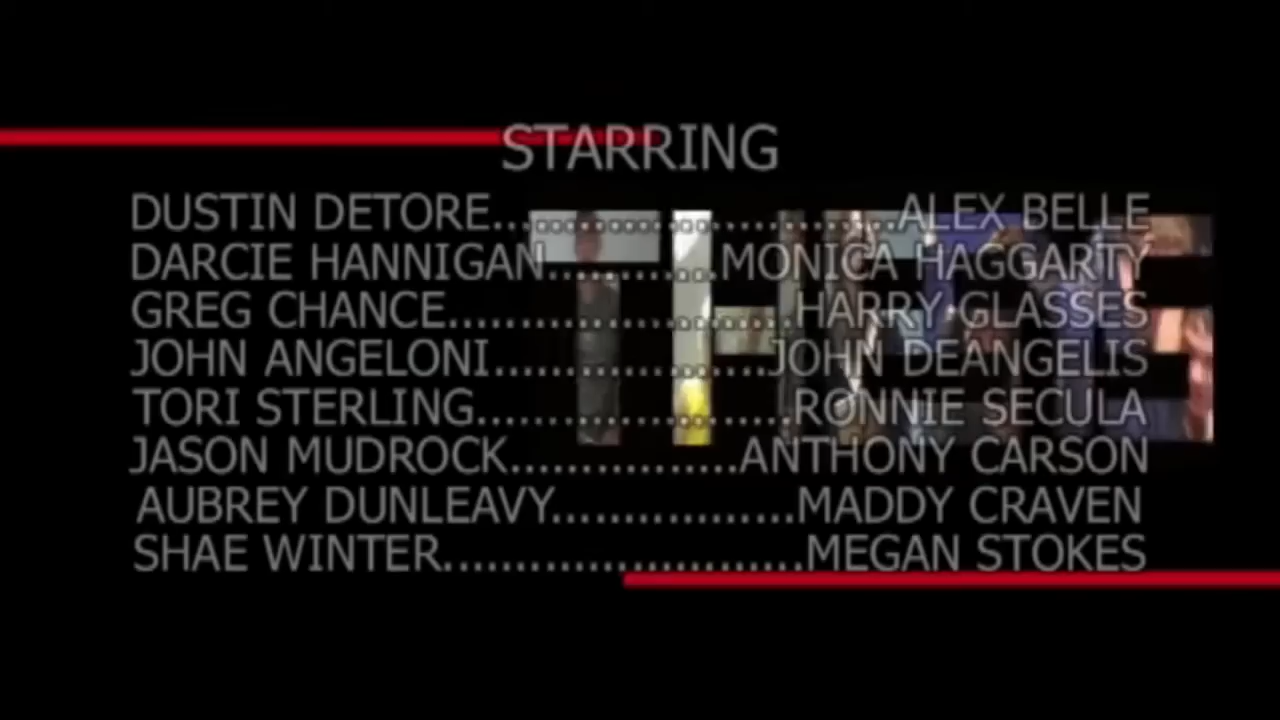 STARRING
DUSTIN DETORE............................ALEX BELLE
DARCIE HANNIGAN............MONICA HAGGARTY
GREG CHANCE........................HARRY GLASSES
JOHN ANGELONI...................JOHN DEANGELIS
TORI STERLING......................RONNIE SECULA
JASON MUDROCK................ANTHONY CARSON
AUBREY DUNLEAVY.................MADDY CRAVEN
SHAE WINTER.........................MEGAN STOKES